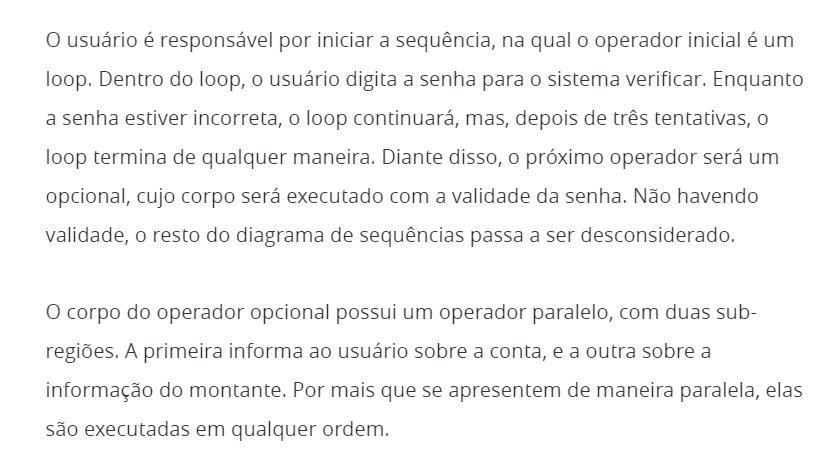 O usuário é responsável por iniciar a sequência, na qual o operador inicial é um
loop. Dentro do loop, o usuário digita a senha para o sistema verificar. Enquanto
a senha estiver incorreta, o loop continuará, mas, depois de três tentativas, o
loop termina de qualquer maneira. Diante disso, o próximo operador será um
opcional, cujo corpo será executado com a validade da senha. Não havendo
validade, o resto do diagrama de sequências passa a ser desconsiderado.
O corpo do operador opcional possui um operador paralelo, com duas sub-
regiões. A primeira informa ao usuário sobre a conta, e a outra sobre a
informação do montante. Por mais que se apresentem de maneira paralela, elas
são executadas em qualquer ordem.